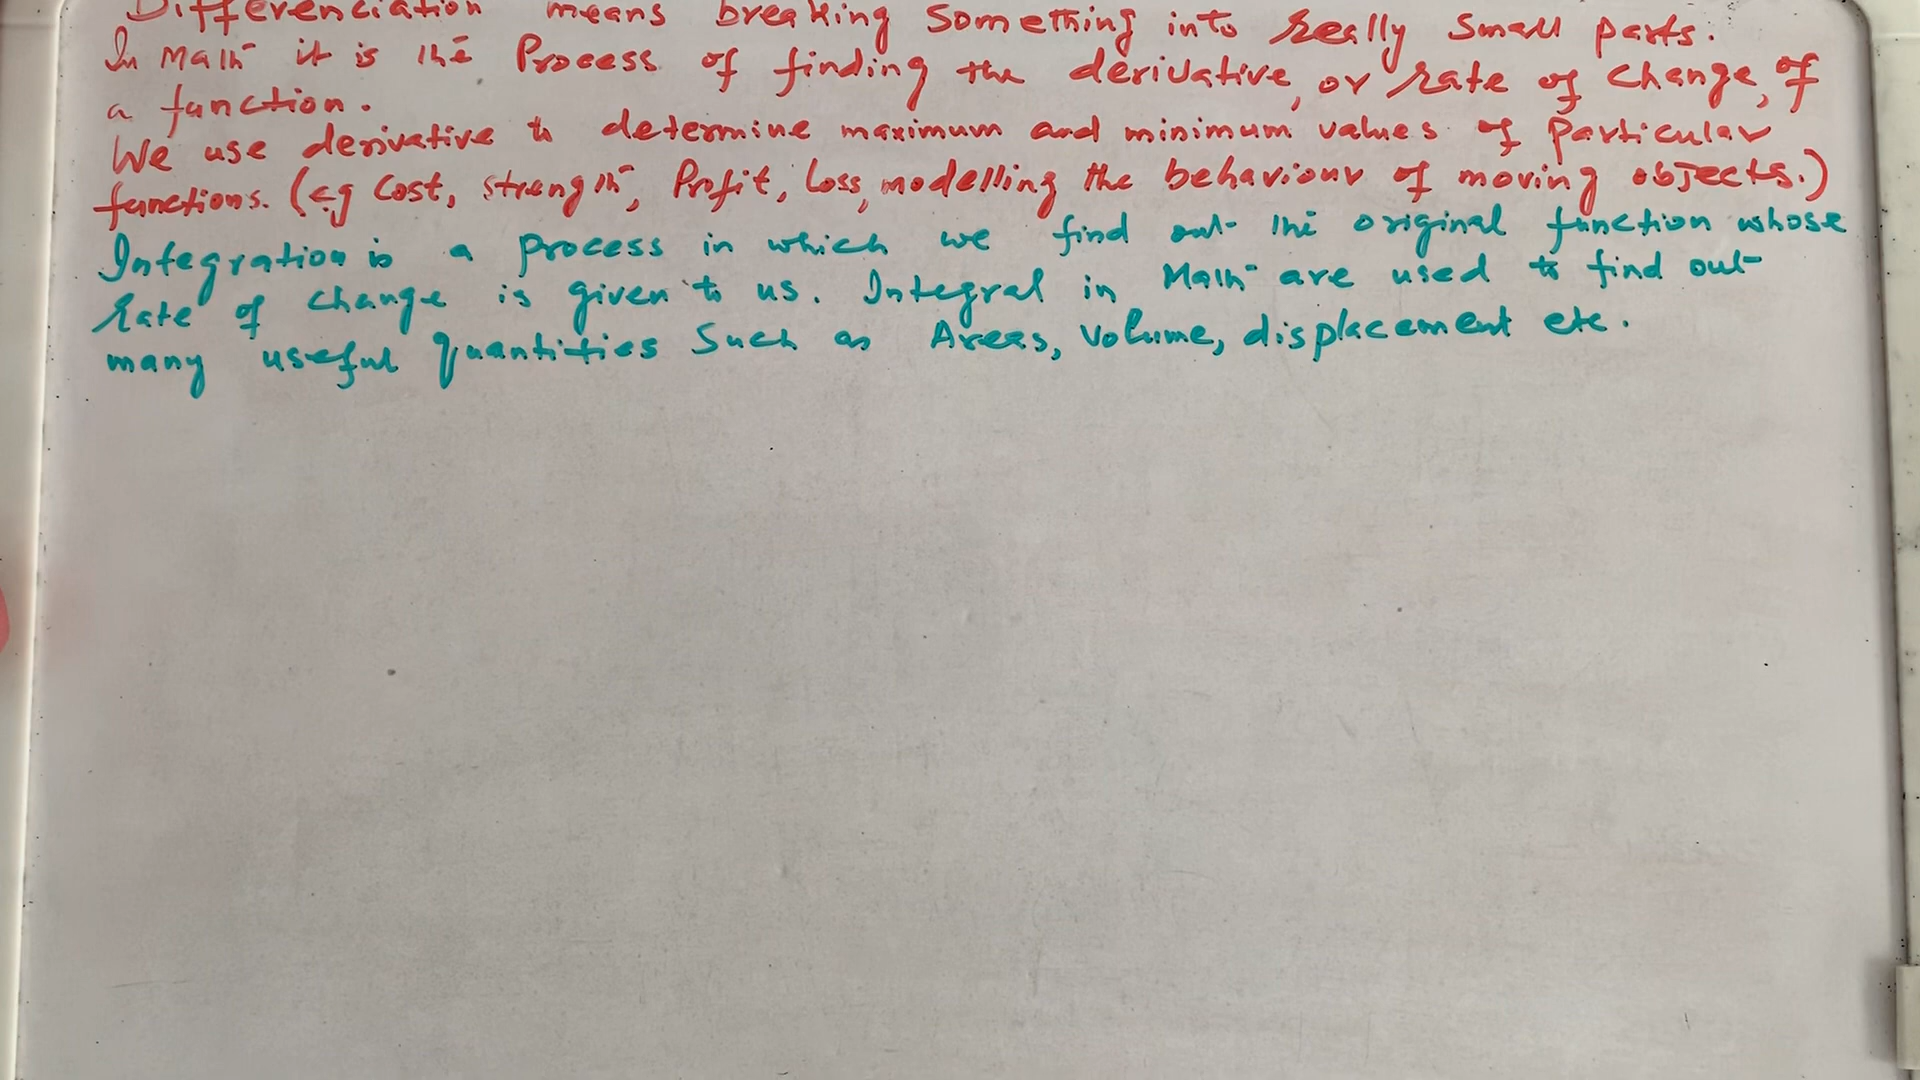 Differenciation means breaking something into really small parts.
In Math it is the Process of finding the derivative, or rate of change, of
a function.
We use derivative to determine maximum and minimum values of particular
functions. (eg Cost, strength, Profit, Loss, modelling the behaviour of moving objects.)
Integration is a process in which we find out the original function whose
rate of change is given to us. Integral in Math are used to find out
many useful quantities such as Areas, Volume, displacement etc.